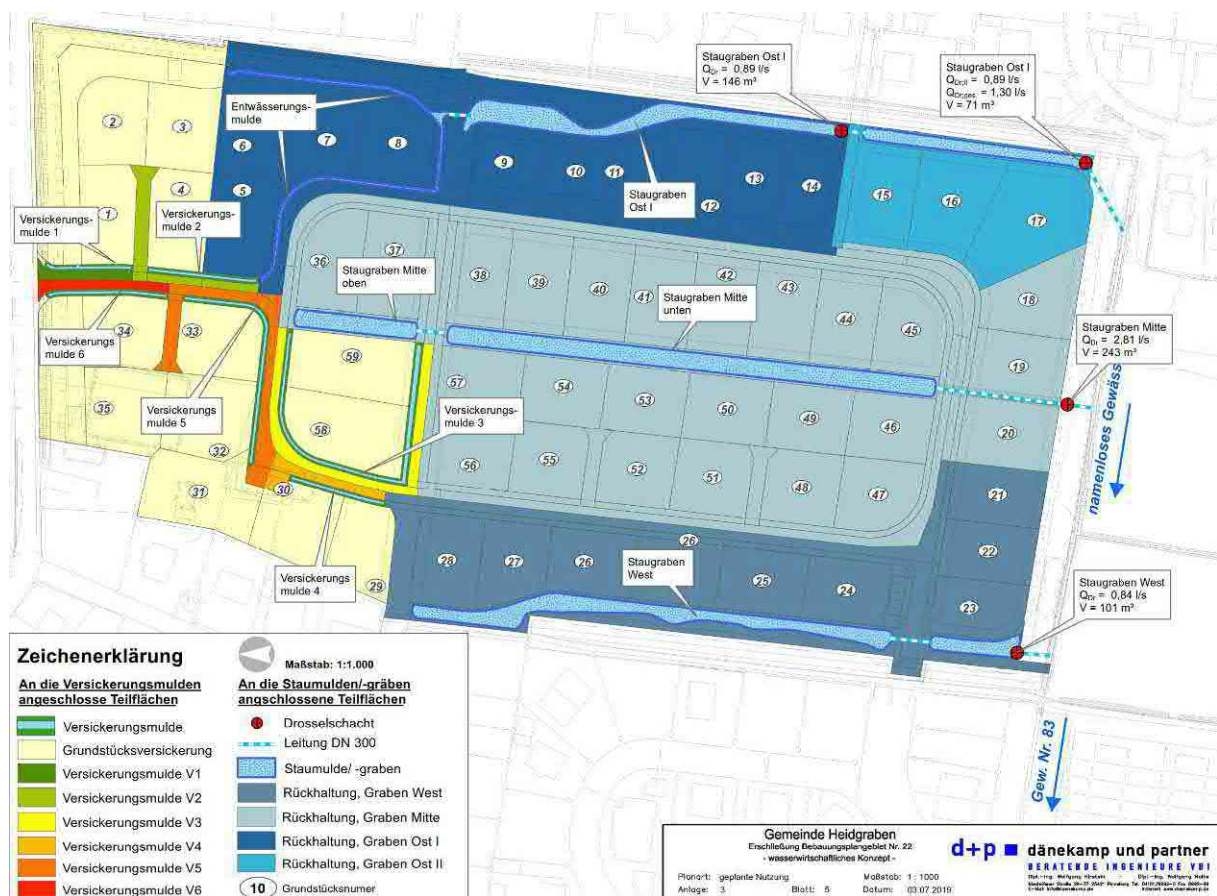 Staugraben Ost I
QDr = 0,89 l/s
V = 146 m³
Staugraben Ost I
QDr,II = 0,89 l/s
QDr,ges. = 1,30 l/s
V = 71 m³
Entwässerungs-
mulde
2
3
6
7
8
9
10
11
12
13
14
15
16
17
5
4
1
Staugraben
Ost I
Versickerungs-
mulde 1
Versickerungs-
mulde 2
36
37
38
39
40
41
42
43
44
45
18
19
20
Staugraben Mitte
oben
Staugraben Mitte
unten
Staugraben Mitte
QDr = 2,81 l/s
V = 243 m³
34
33
35
32
31
30
29
59
58
57
54
53
50
49
46
56
55
52
51
48
47
Versickerungs
mulde 6
Versickerungs
mulde 5
Versickerungs-
mulde 3
Versickerungs
mulde 4
namenloses Gewäss
21
22
23
28
27
26
26
25
24
Staugraben
West
Staugraben West
QDr = 0,84 l/s
V = 101 m³
Gew. Nr. 83
Zeichenerklärung
Maßstab: 1:1.000
An die Versickerungsmulden
angeschlosse Teilflächen
Versickerungsmulde
Grundstücksversickerung
Versickerungsmulde V1
Versickerungsmulde V2
Versickerungsmulde V3
Versickerungsmulde V4
Versickerungsmulde V5
Versickerungsmulde V6
An die Staumulden/-gräben
angschlossene Teilflächen
Drosselschacht
Leitung DN 300
Staumulde/ -graben
Rückhaltung, Graben West
Rückhaltung, Graben Mitte
Rückhaltung, Graben Ost I
Rückhaltung, Graben Ost II
10 Grundstücksnumer
Gemeinde Heidgraben
Erschließung Bebauungsplangebiet Nr. 22
- wasserwirtschaftliches Konzept -
Planart: geplante Nutzung Maßstab: 1 : 1000
Anlage: 3 Blatt: 5 Datum: 03.07.2019
d+p dänekamp und partner
BERATENDE INGENIEURE VBI